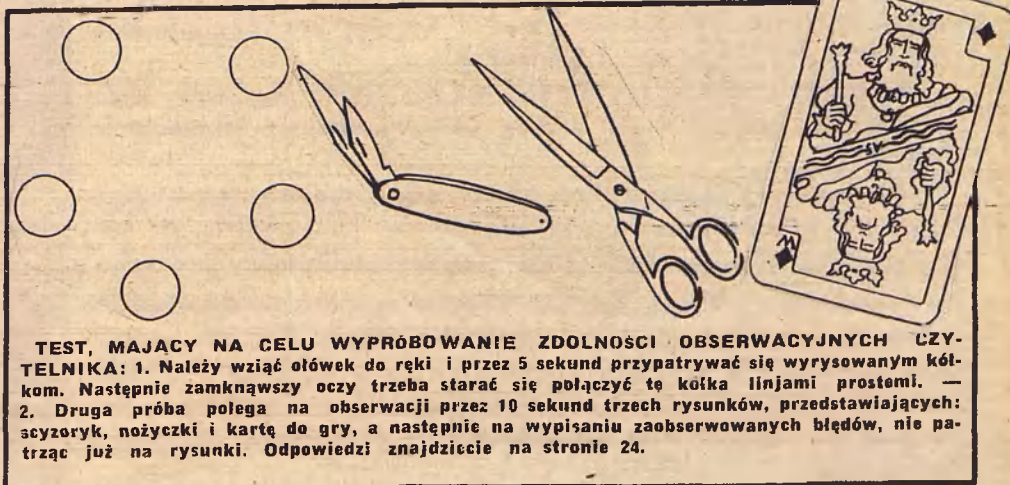 TEST, MAJĄCY NA CELU WYPRÓBOWANIE ZDOLNOŚCI OBSERWACYJNYCH CZY-
TELNIKA: 1. Należy wziąć ołówek do ręki i przez 5 sekund przypatrywać się wyrysowanym kół-
kom. Następnie zamknąwszy oczy trzeba starać się połączyć te kółka linjami prostemi. —
2. Druga próba polega na obserwacji przez 10 sekund trzech rysunków, przedstawiających:
scyzoryk, nożyczki i kartę do gry, a następnie na wypisaniu zaobserwowanych błędów, nie pa-
trząc już na rysunki. Odpowiedzi znajdziecie na stronie 24.